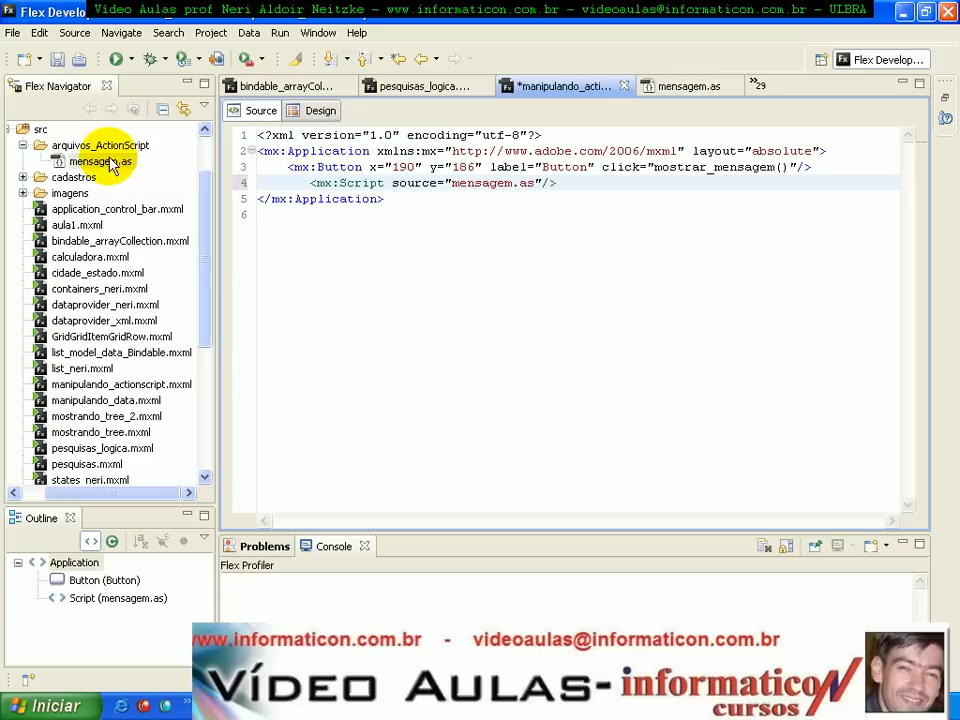 Vídeo Aulas prof Neri Aldoir Neitzke - www.informaticon.com.br - videoaulas@informaticon.com.br - ULBRA
Flex Develo
File Edit Source Navigate Search Project Data Run Window Help
Flex Develop...
Flex Navigator
bindable_arrayCol...
pesquisas_logica....
*manipulando_acti...
mensagem.as
29
Source
Design
src
arquivos_ActionScript
mensagem.as
cadastros
imagens
application_control_bar.mxml
aula1.mxml
bindable_arrayCollection.mxml
calculadora.mxml
cidade_estado.mxml
containers_neri.mxml
dataprovider_neri.mxml
dataprovider_xml.mxml
GridGridItemGridRow.mxml
list_model_data_Bindable.mxml
list_neri.mxml
manipulando_actionscript.mxml
manipulando_data.mxml
mostrando_tree_2.mxml
mostrando_tree.mxml
pesquisas_logica.mxml
pesquisas.mxml
states_neri.mxml
1 <?xml version="1.0" encoding="utf-8"?>
2 <mx:Application xmlns:mx="http://www.adobe.com/2006/mxml" layout="absolute">
3 <mx:Button x="190" y="186" label="Button" click="mostrar_mensagem()"/>
4 <mx:Script source="mensagem.as"/>
5 </mx:Application>
6
Outline
Application
Button (Button)
Script (mensagem.as)
Problems
Console
Flex Profiler
www.informaticon.com.br - videoaulas@informaticon.com.br
VÍDEO AULAS- informaticoN
cursos
Iniciar